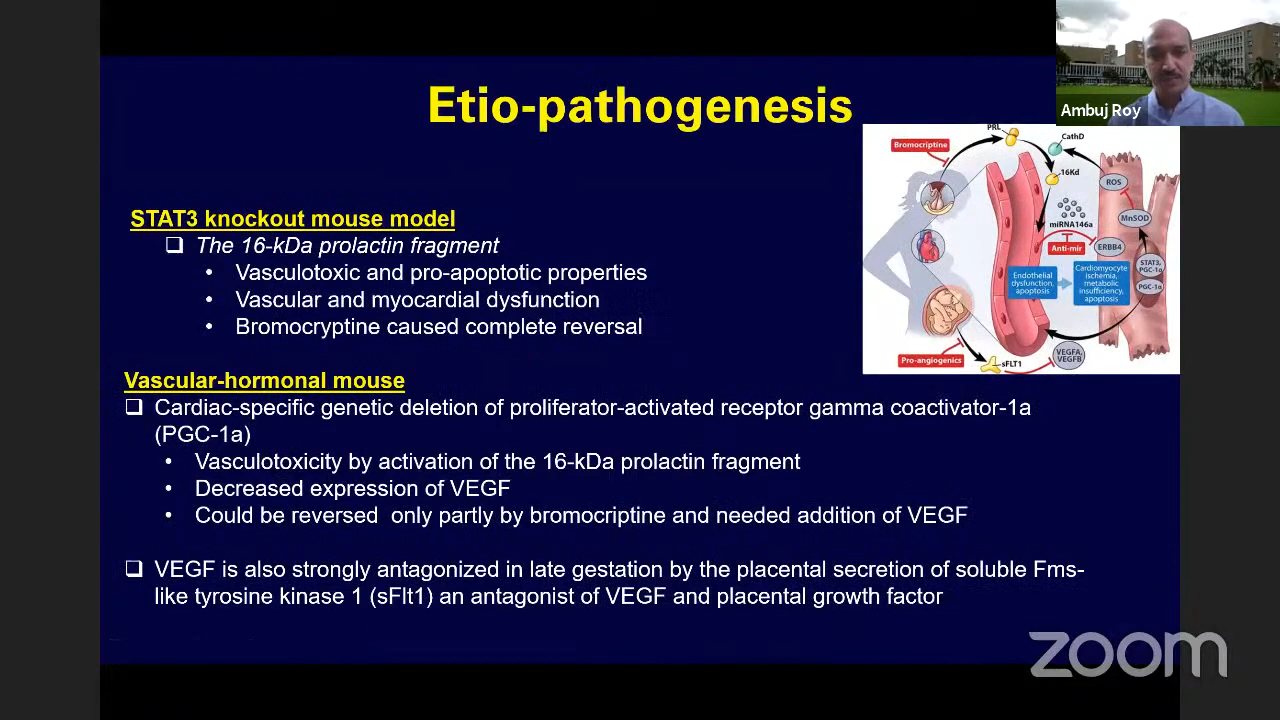 Etio-pathogenesis
Ambuj Roy
STAT3 knockout mouse model
The 16-kDa prolactin fragment
Vasculotoxic and pro-apoptotic properties
Vascular and myocardial dysfunction
Bromocryptine caused complete reversal
Vascular-hormonal mouse
Cardiac-specific genetic deletion of proliferator-activated receptor gamma coactivator-1a
(PGC-1a)
Vasculotoxicity by activation of the 16-kDa prolactin fragment
Decreased expression of VEGF
Could be reversed only partly by bromocriptine and needed addition of VEGF
VEGF is also strongly antagonized in late gestation by the placental secretion of soluble Fms-
like tyrosine kinase 1 (sFlt1) an antagonist of VEGF and placental growth factor
PRL
CathD
Bromocriptine
16Kd
ROS
miRNA146a
MnSOD
Anti-mir
ERBB4
STAT3,
PGC-1α
Endothelial
dysfunction,
apoptosis
Cardiomyocyte
ischemia,
metabolic
insufficiency,
apoptosis
PGC-1α
VEGFA,
VEGFB
Pro-angiogenics
sFLT1
zoom